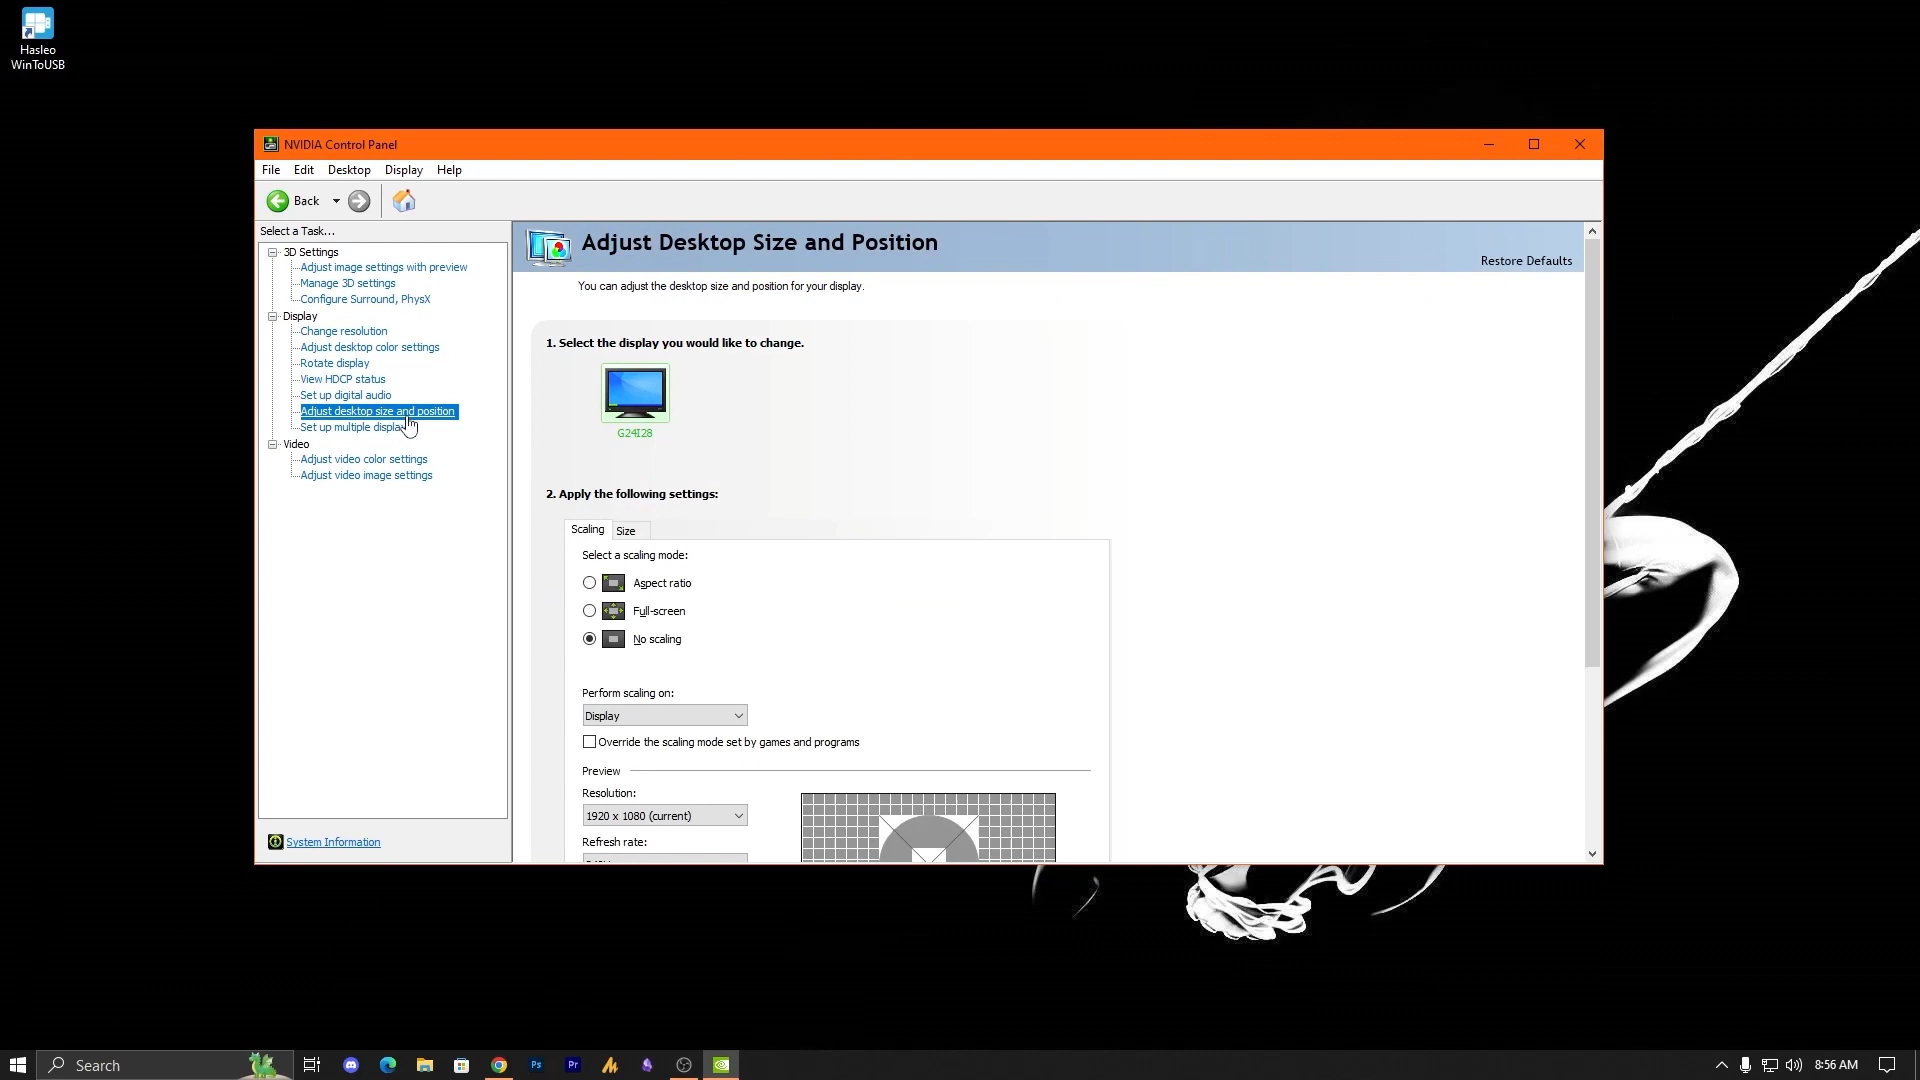 Hasleo
WinToUSB
NVIDIA Control Panel
File Edit Desktop Display Help
Back
Select a Task...
3D Settings
Adjust image settings with preview
Manage 3D settings
Configure Surround, PhysX
Display
Change resolution
Adjust desktop color settings
Rotate display
View HDCP status
Set up digital audio
Adjust desktop size and position
Set up multiple
Video
Adjust video color settings
Adjust video image settings
System Information
Adjust Desktop Size and Position
Restore Defaults
You can adjust the desktop size and position for your display.
1. Select the display you would like to change.
G24I28
2. Apply the following settings:
Scaling Size
Select a scaling mode:
Aspect ratio
Full-screen
No scaling
Perform scaling on:
Display
Override the scaling mode set by games and programs
Preview
Resolution:
1920 x 1080 (current)
Refresh rate:
Search
Ps
Pr
8:56 AM